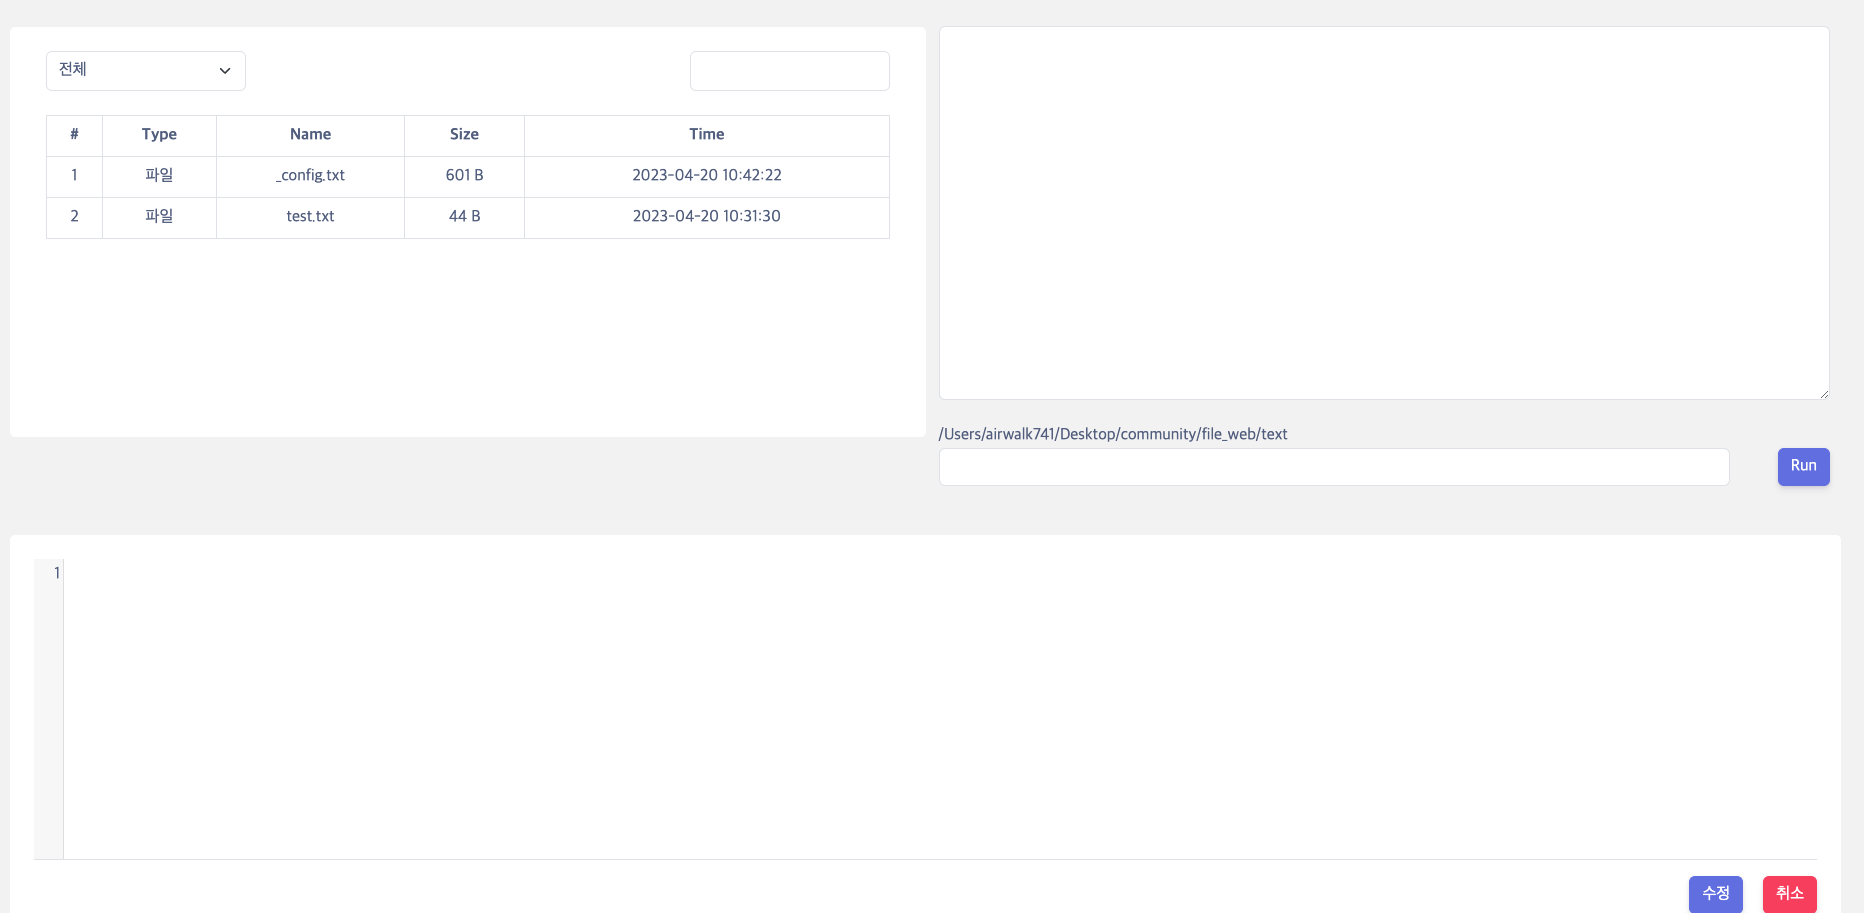 전체
# Type Name Size Time
1 파일 _config.txt 601 B 2023-04-20 10:42:22
2 파일 test.txt 44 B 2023-04-20 10:31:30
/Users/airwalk741/Desktop/community/file_web/text
Run
1
수정 취소